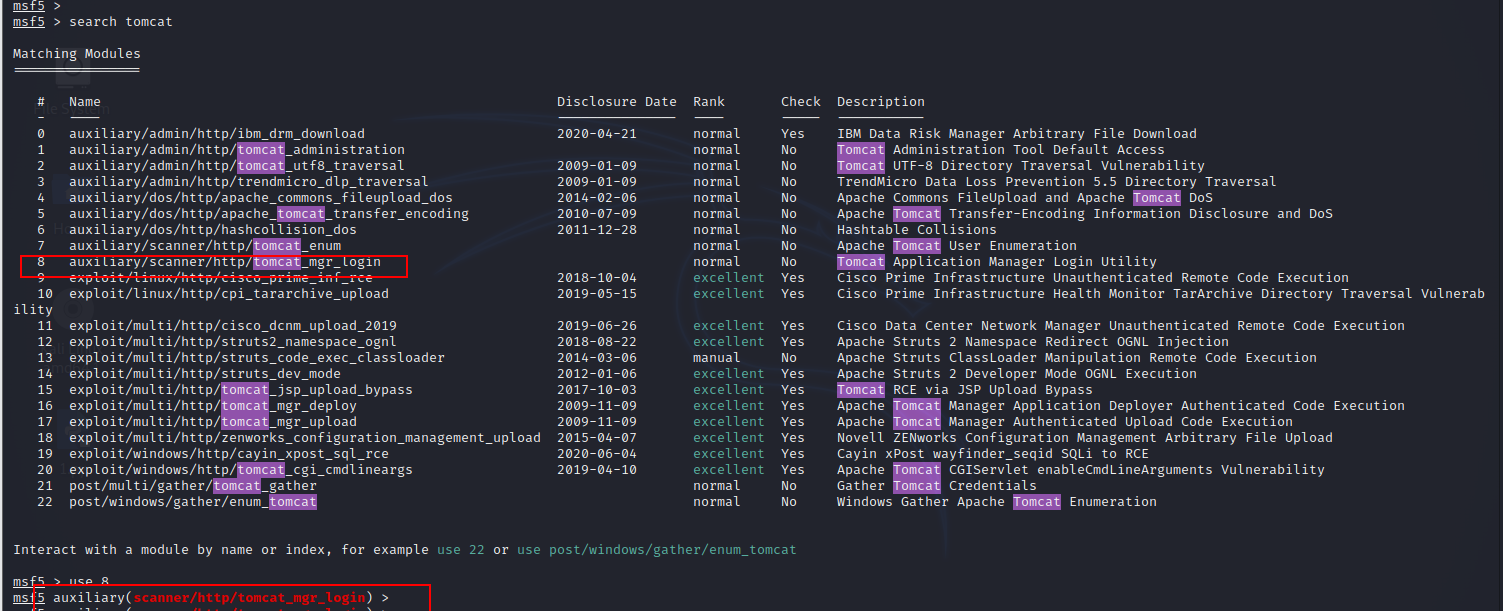 msf5 >
msf5 > search tomcat
Matching Modules
================
# Name Disclosure Date Rank Check Description
- ---- --------------- ---- ----- -----------
0 auxiliary/admin/http/ibm_drm_download 2020-04-21 normal Yes IBM Data Risk Manager Arbitrary File Download
1 auxiliary/admin/http/tomcat_administration normal No Tomcat Administration Tool Default Access
2 auxiliary/admin/http/tomcat_utf8_traversal 2009-01-09 normal No Tomcat UTF-8 Directory Traversal Vulnerability
3 auxiliary/admin/http/trendmicro_dlp_traversal 2009-01-09 normal No TrendMicro Data Loss Prevention 5.5 Directory Traversal
4 auxiliary/dos/http/apache_commons_fileupload_dos 2014-02-06 normal No Apache Commons FileUpload and Apache Tomcat DoS
5 auxiliary/dos/http/apache_tomcat_transfer_encoding 2010-07-09 normal No Apache Tomcat Transfer-Encoding Information Disclosure and DoS
6 auxiliary/dos/http/hashcollision_dos 2011-12-28 normal No Hashtable Collisions
7 auxiliary/scanner/http/tomcat_enum normal No Apache Tomcat User Enumeration
8 auxiliary/scanner/http/tomcat_mgr_login normal No Tomcat Application Manager Login Utility
9 exploit/linux/http/cisco_prime_inf_rce 2018-10-04 excellent Yes Cisco Prime Infrastructure Unauthenticated Remote Code Execution
10 exploit/linux/http/cpi_tararchive_upload 2019-05-15 excellent Yes Cisco Prime Infrastructure Health Monitor TarArchive Directory Traversal Vulnerab
ility
11 exploit/multi/http/cisco_dcnm_upload_2019 2019-06-26 excellent Yes Cisco Data Center Network Manager Unauthenticated Remote Code Execution
12 exploit/multi/http/struts2_namespace_ognl 2018-08-22 excellent Yes Apache Struts 2 Namespace Redirect OGNL Injection
13 exploit/multi/http/struts_code_exec_classloader 2014-03-06 manual No Apache Struts ClassLoader Manipulation Remote Code Execution
14 exploit/multi/http/struts_dev_mode 2012-01-06 excellent Yes Apache Struts 2 Developer Mode OGNL Execution
15 exploit/multi/http/tomcat_jsp_upload_bypass 2017-10-03 excellent Yes Tomcat RCE via JSP Upload Bypass
16 exploit/multi/http/tomcat_mgr_deploy 2009-11-09 excellent Yes Apache Tomcat Manager Application Deployer Authenticated Code Execution
17 exploit/multi/http/tomcat_mgr_upload 2009-11-09 excellent Yes Apache Tomcat Manager Authenticated Upload Code Execution
18 exploit/multi/http/zenworks_configuration_management_upload 2015-04-07 excellent Yes Novell ZENworks Configuration Management Arbitrary File Upload
19 exploit/windows/http/cayin_xpost_sql_rce 2020-06-04 excellent Yes Cayin xPost wayfinder_seqid SQLi to RCE
20 exploit/windows/http/tomcat_cgi_cmdlineargs 2019-04-10 excellent Yes Apache Tomcat CGIServlet enableCmdLineArguments Vulnerability
21 post/multi/gather/tomcat_gather normal No Gather Tomcat Credentials
22 post/windows/gather/enum_tomcat normal No Windows Gather Apache Tomcat Enumeration
Interact with a module by name or index, for example use 22 or use post/windows/gather/enum_tomcat
msf5 > use 8
msf5 auxiliary(scanner/http/tomcat_mgr_login) >